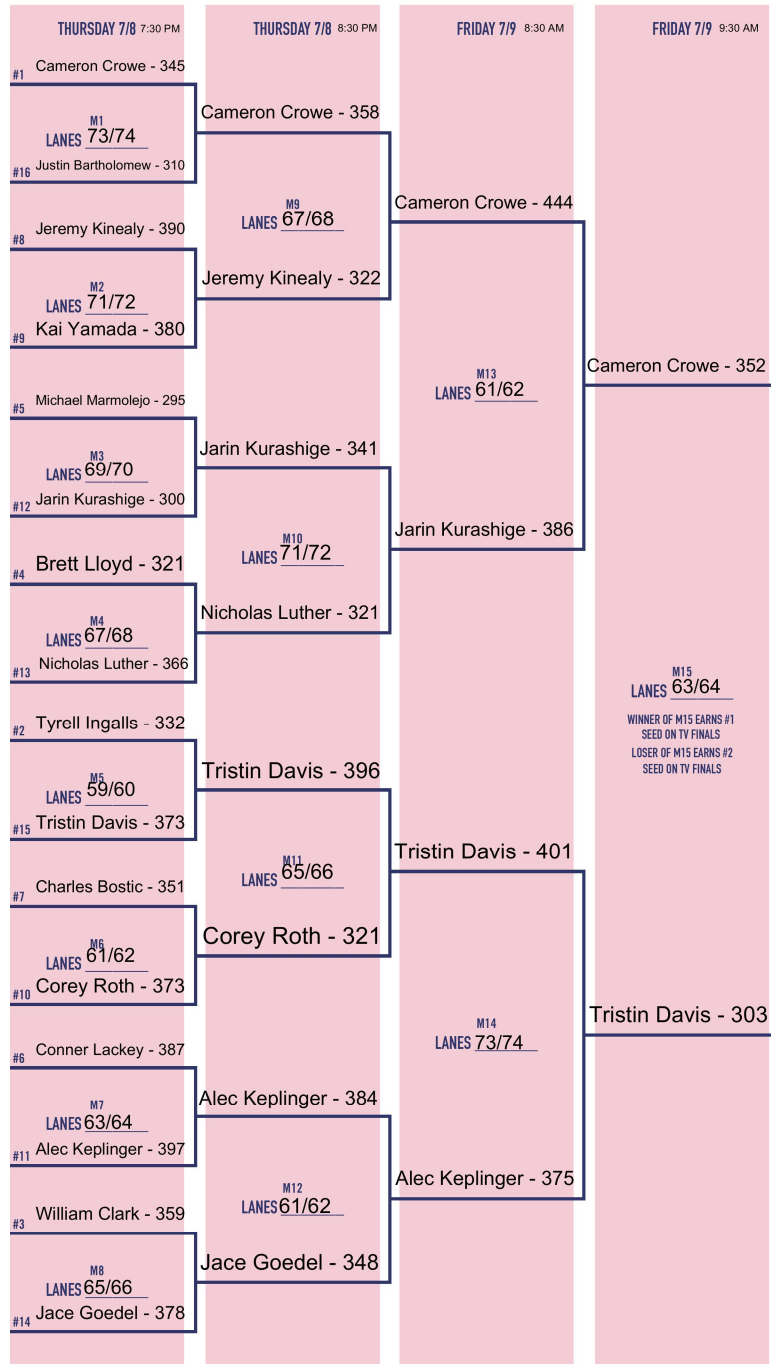 THURSDAY 7/8 7:30 PM
THURSDAY 7/8 8:30 PM
FRIDAY 7/9 8:30 AM
FRIDAY 7/9 9:30 AM
#1 Cameron Crowe - 345
M1
LANES 73/74
#16 Justin Bartholomew - 310
#8 Jeremy Kinealy - 390
M2
LANES 71/72
#9 Kai Yamada - 380
#5 Michael Marmolejo - 295
M3
LANES 69/70
#12 Jarin Kurashige - 300
#4 Brett Lloyd - 321
M4
LANES 67/68
#13 Nicholas Luther - 366
#2 Tyrell Ingalls - 332
M5
LANES 59/60
#15 Tristin Davis - 373
#7 Charles Bostic - 351
M6
LANES 61/62
#10 Corey Roth - 373
#6 Conner Lackey - 387
M7
LANES 63/64
#11 Alec Keplinger - 397
#3 William Clark - 359
M8
LANES 65/66
#14 Jace Goedel - 378
Cameron Crowe - 358
M9
LANES 67/68
Jeremy Kinealy - 322
Jarin Kurashige - 341
M10
LANES 71/72
Nicholas Luther - 321
Tristin Davis - 396
M11
LANES 65/66
Corey Roth - 321
Alec Keplinger - 384
M12
LANES 61/62
Jace Goedel - 348
Cameron Crowe - 444
M13
LANES 61/62
Jarin Kurashige - 386
Tristin Davis - 401
M14
LANES 73/74
Alec Keplinger - 375
Cameron Crowe - 352
M15
LANES 63/64
WINNER OF M15 EARNS #1
SEED ON TV FINALS
LOSER OF M15 EARNS #2
SEED ON TV FINALS
Tristin Davis - 303